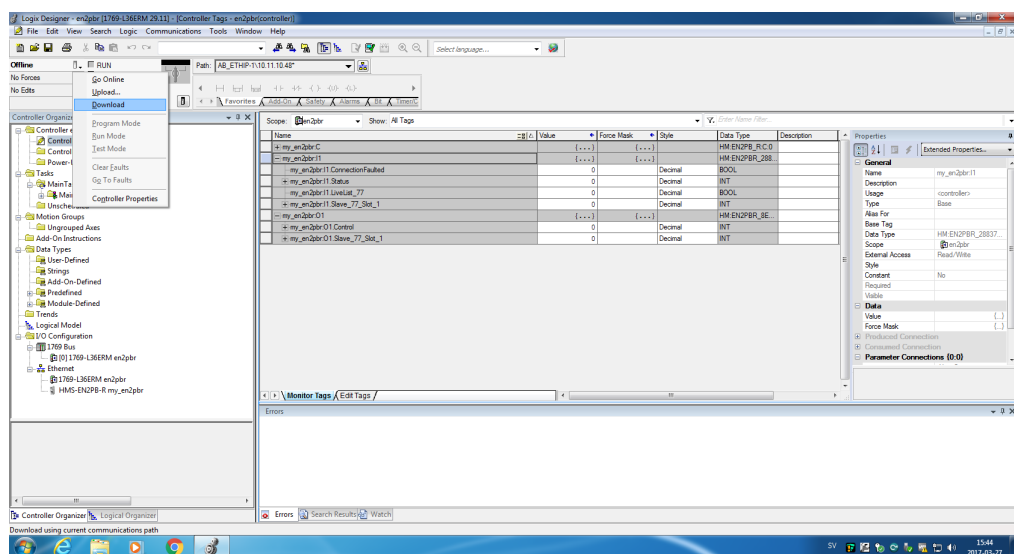 Logix Designer - en2pbr [1769-L36ERM 29.11] - [Controller Tags - en2pbr(controller)]
File Edit View Search Logic Communications Tools Window Help
Select language...
Offline RUN Path: AB_ETHIP-1\10.11.10.48*
No Forces
No Edits
Go Online
Upload...
Download
Program Mode
Run Mode
Test Mode
Clear Faults
Go To Faults
Controller Properties
Favorites Add-On Safety Alarms Bit Timer/C
Controller Organiz
Controller e
Control
Control
Power-
Tasks
MainTa
Mai
Unsche
Motion Groups
Ungrouped Axes
Add-On Instructions
Data Types
User-Defined
Strings
Add-On-Defined
Predefined
Module-Defined
Trends
Logical Model
I/O Configuration
1769 Bus
[0] 1769-L36ERM en2pbr
Ethernet
1769-L36ERM en2pbr
HMS-EN2PB-R my_en2pbr
Controller Organizer Logical Organizer
Scope: en2pbr Show: All Tags Enter Name Filter...
Name Value Force Mask Style Data Type Description
my_en2pbr:C {...} {...} HM:EN2PB_R:C:0
my_en2pbr:I1 {...} {...} HM:EN2PBR_288...
my_en2pbr:I1.ConnectionFaulted 0 Decimal BOOL
my_en2pbr:I1.Status 0 Decimal INT
my_en2pbr:I1.LiveList_77 0 Decimal BOOL
my_en2pbr:I1.Slave_77_Slot_1 0 Decimal INT
my_en2pbr:O1 {...} {...} HM:EN2PBR_8E...
my_en2pbr:O1.Control 0 Decimal INT
my_en2pbr:O1.Slave_77_Slot_1 0 Decimal INT
Monitor Tags Edit Tags
Properties
Extended Properties...
General
Name my_en2pbr:I1
Description
Usage <controller>
Type Base
Alias For
Base Tag
Data Type HM:EN2PBR_28837...
Scope en2pbr
External Access Read/Write
Style
Constant No
Required
Visible
Data
Value {...}
Force Mask {...}
Produced Connection
Consumed Connection
Parameter Connections {0:0}
Errors
Errors Search Results Watch
Download using current communications path
SV 15:44
2017-03-27